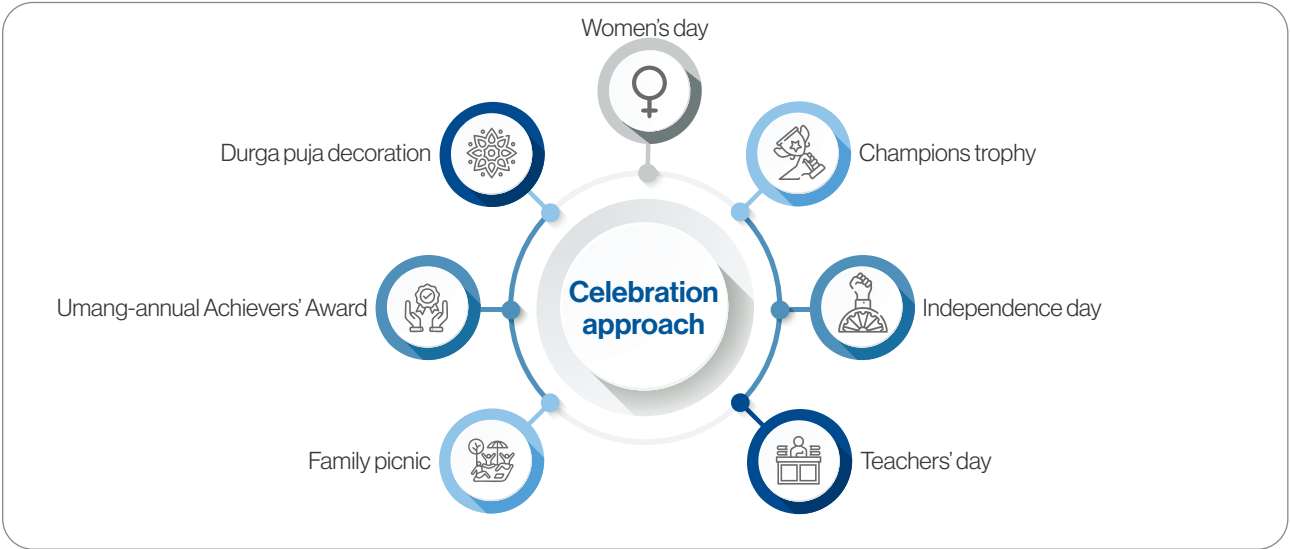 Women's day
Durga puja decoration
Champions trophy
Celebration
approach
Umang-annual Achievers' Award
Independence day
Family picnic
Teachers' day